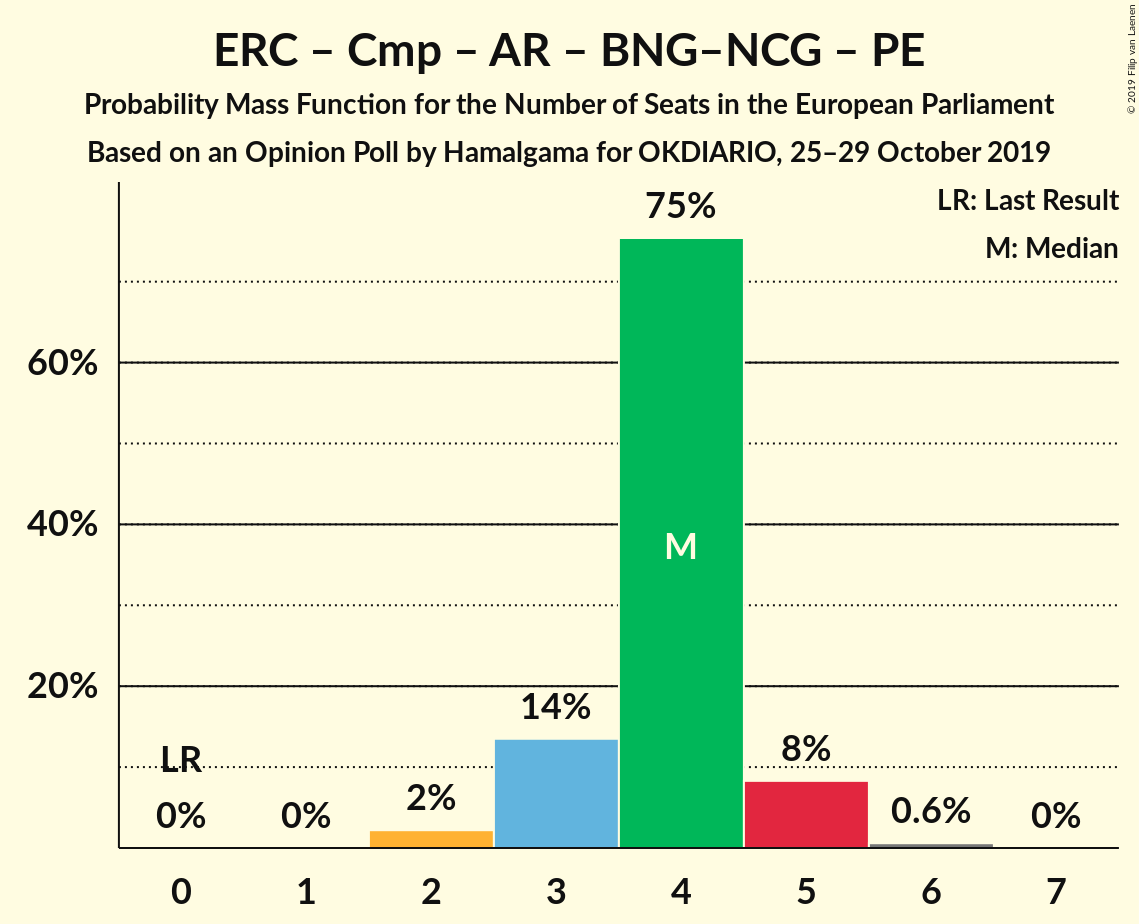 ERC – Cmp – AR – BNG–NCG – PE
Probability Mass Function for the Number of Seats in the European Parliament
Based on an Opinion Poll by Hamalgama for OKDIARIO, 25–29 October 2019
© 2019 Filip van Laenen
LR: Last Result
M: Median
75%
60%
40%
M
20%
14%
LR
8%
2%
0.6%
0%
0%
0%
0 1 2 3 4 5 6 7